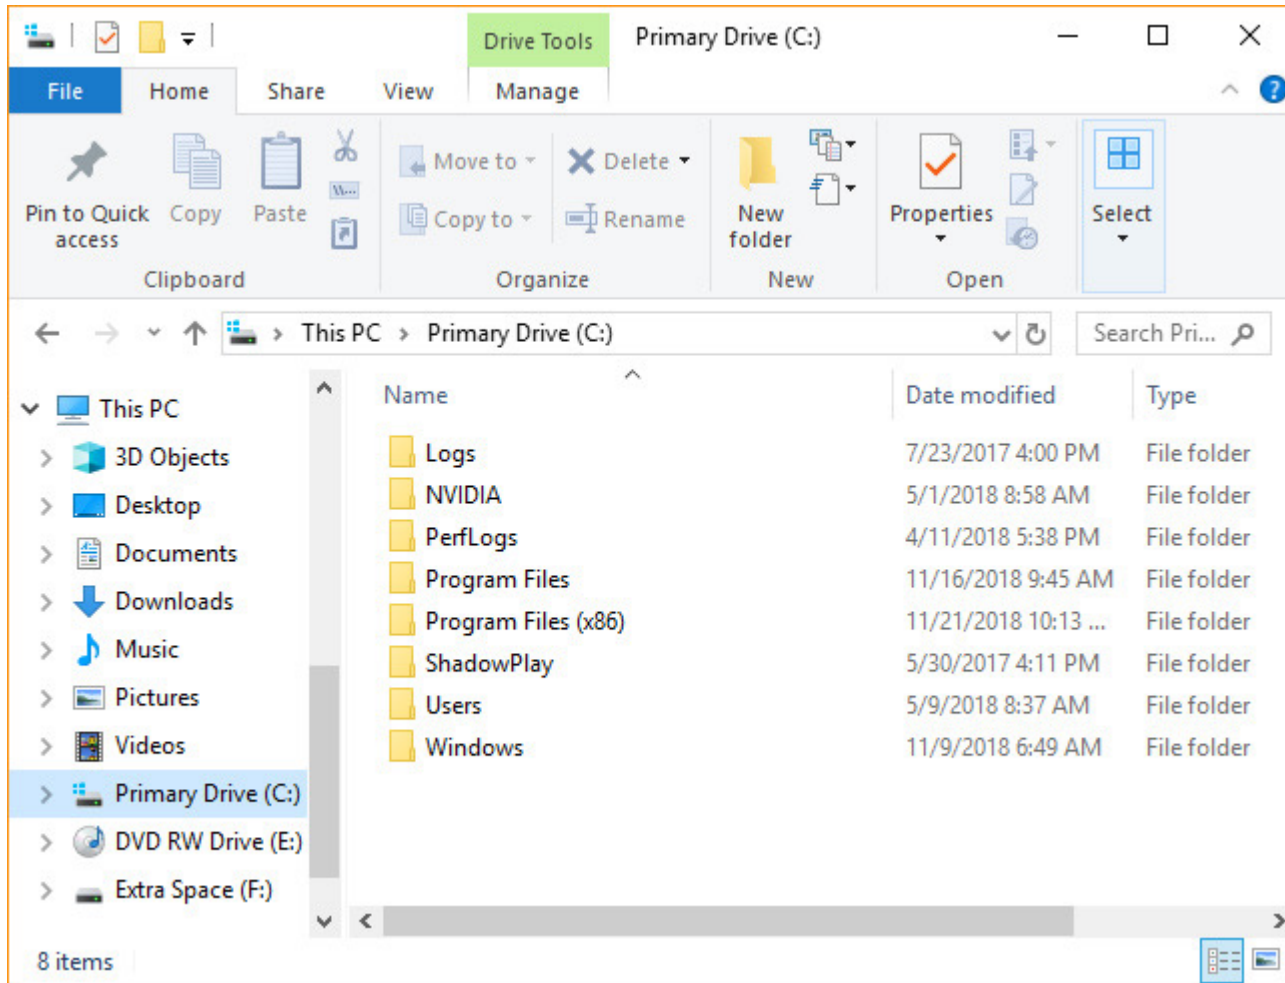 Drive Tools Primary Drive (C:)
File Home Share View Manage
Pin to Quick access Copy Paste
Move to Delete
Copy to Rename
New folder
Properties
Select
Clipboard Organize New Open
This PC > Primary Drive (C:) Search Pri...
This PC
3D Objects
Desktop
Documents
Downloads
Music
Pictures
Videos
Primary Drive (C:)
DVD RW Drive (E:)
Extra Space (F:)
Name Date modified Type
Logs 7/23/2017 4:00 PM File folder
NVIDIA 5/1/2018 8:58 AM File folder
PerfLogs 4/11/2018 5:38 PM File folder
Program Files 11/16/2018 9:45 AM File folder
Program Files (x86) 11/21/2018 10:13 ... File folder
ShadowPlay 5/30/2017 4:11 PM File folder
Users 5/9/2018 8:37 AM File folder
Windows 11/9/2018 6:49 AM File folder
8 items